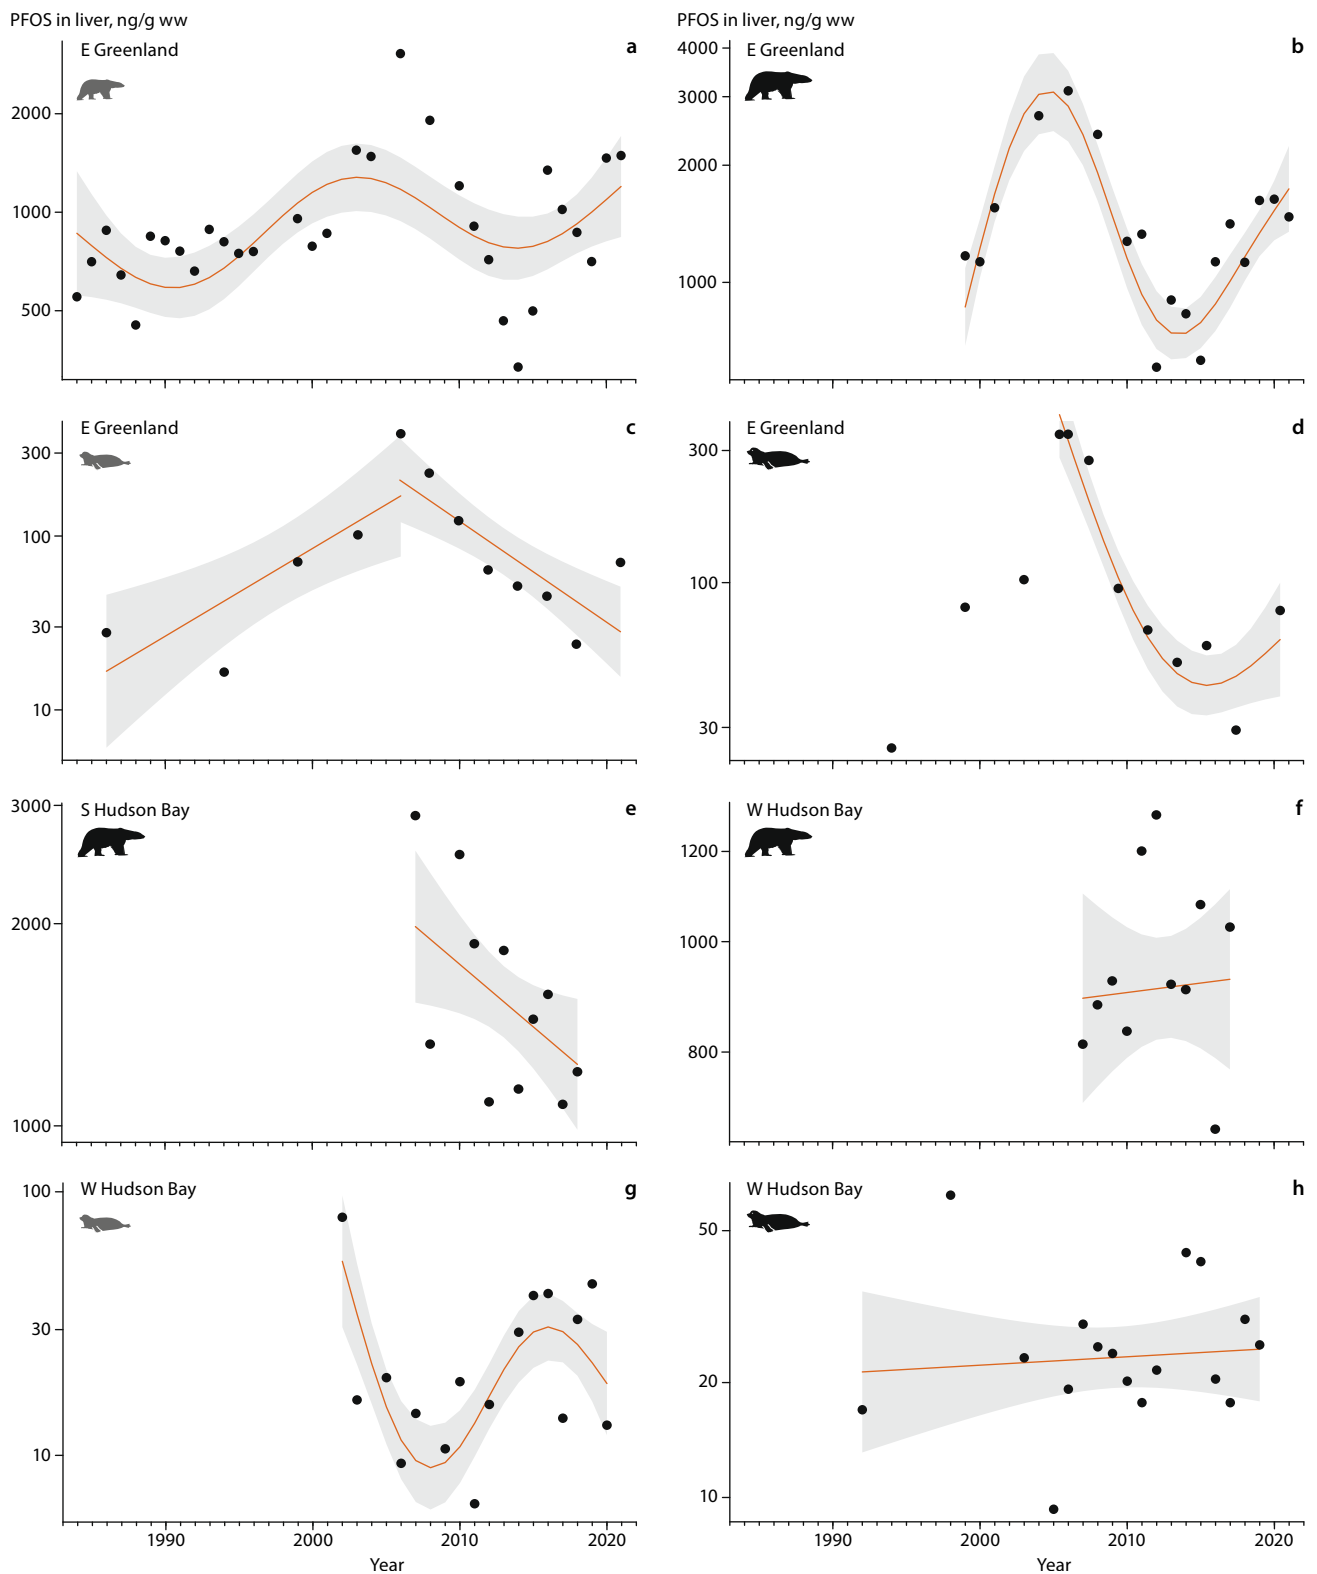 PFOS in liver, ng/g ww
PFOS in liver, ng/g ww
E Greenland
a
2000
1000
500
E Greenland
b
4000
3000
2000
1000
E Greenland
c
300
100
30
10
E Greenland
d
300
100
30
S Hudson Bay
e
3000
2000
1000
W Hudson Bay
f
1200
1000
800
W Hudson Bay
g
100
30
10
1990
2000
2010
2020
Year
W Hudson Bay
h
50
20
10
1990
2000
2010
2020
Year